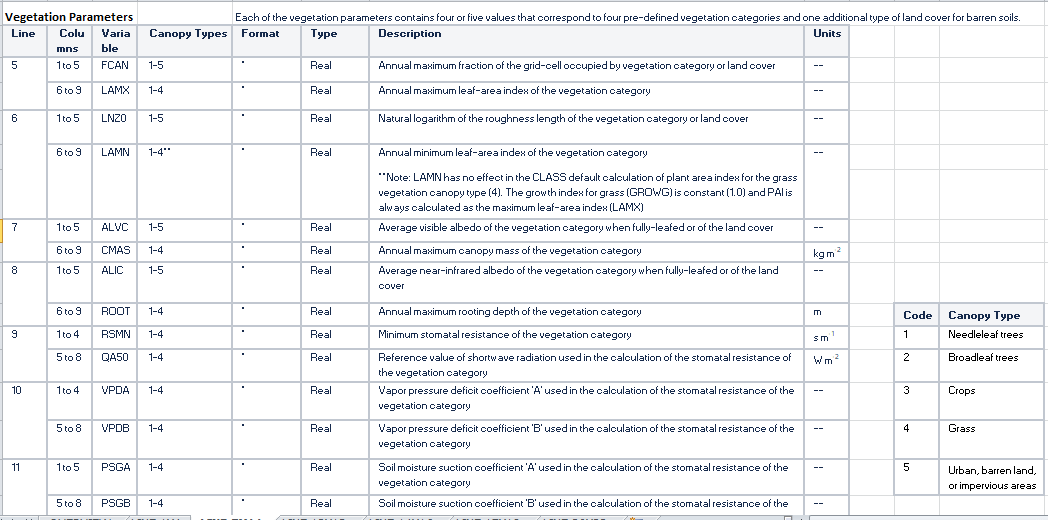 Vegetation Parameters Each of the vegetation parameters contains four or five values that correspond to four pre-defined vegetation categories and one additional type of land cover for barren soils.
Line Colu Varia Canopy Types Format Type Description Units
mns ble
5 1 to 5 FCAN 1-5 * Real Annual maximum fraction of the grid-cell occupied by vegetation category or land cover --
6 to 9 LAMX 1-4 * Real Annual maximum leaf-area index of the vegetation category --
6 1 to 5 LNZ0 1-5 * Real Natural logarithm of the roughness length of the vegetation category or land cover --
6 to 9 LAMN 1-4** * Real Annual minimum leaf-area index of the vegetation category --
**Note: LAMN has no effect in the CLASS default calculation of plant area index for the grass
vegetation canopy type (4). The growth index for grass (GROWG) is constant (1.0) and PAI is
always calculated as the maximum leaf-area index (LAMX)
7 1 to 5 ALVC 1-5 * Real Average visible albedo of the vegetation category when fully-leafed or of the land cover --
6 to 9 CMAS 1-4 * Real Annual maximum canopy mass of the vegetation category kg m 2
8 1 to 5 ALIC 1-5 * Real Average near-infrared albedo of the vegetation category when fully-leafed or of the land --
cover
6 to 9 ROOT 1-4 * Real Annual maximum rooting depth of the vegetation category m
Code Canopy Type
9 1 to 4 RSMN 1-4 * Real Minimum stomatal resistance of the vegetation category s m 1
1 Needleleaf trees
5 to 8 QA50 1-4 * Real Reference value of shortwave radiation used in the calculation of the stomatal resistance of W m 2
the vegetation category
2 Broadleaf trees
10 1 to 4 VPDA 1-4 * Real Vapor pressure deficit coefficient 'A' used in the calculation of the stomatal resistance of the --
vegetation category
3 Crops
5 to 8 VPDB 1-4 * Real Vapor pressure deficit coefficient 'B' used in the calculation of the stomatal resistance of the --
vegetation category
4 Grass
11 1 to 5 PSGA 1-4 * Real Soil moisture suction coefficient 'A' used in the calculation of the stomatal resistance of the --
vegetation category
5 Urban, barren land,
or impervious areas
5 to 8 PSGB 1-4 * Real Soil moisture suction coefficient 'B' used in the calculation of the stomatal resistance of the --